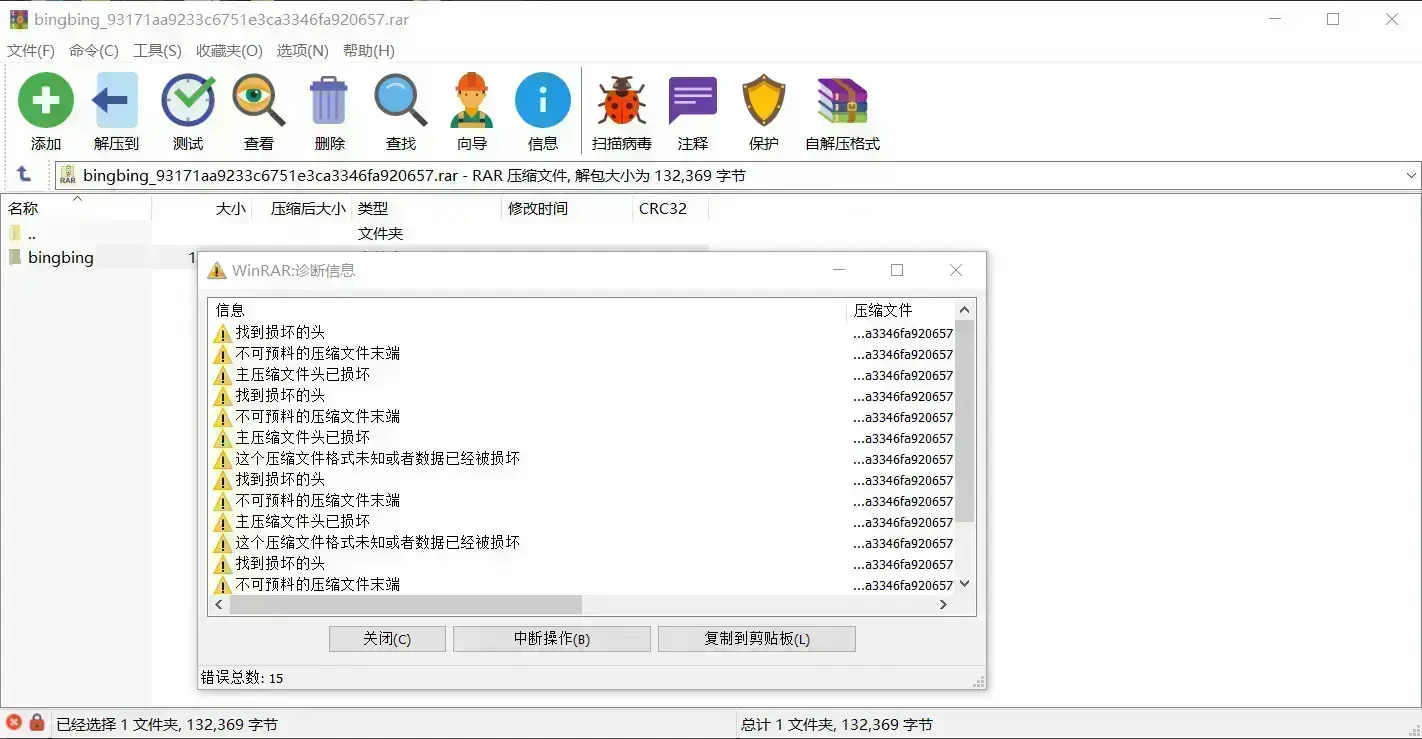 bingbing_93171aa9233c6751e3ca3346fa920657.rar
文件(F) 命令(C) 工具(S) 收藏夹(O) 选项(N) 帮助(H)
添加 解压到 测试 查看 删除 查找 向导 信息 扫描病毒 注释 保护 自解压格式
RAR bingbing_93171aa9233c6751e3ca3346fa920657.rar - RAR 压缩文件, 解包大小为 132,369 字节
名称 大小 压缩后大小 类型 修改时间 CRC32
.. 文件夹
bingbing 1
WinRAR:诊断信息
信息 压缩文件
找到损坏的头 ...a3346fa920657
不可预料的压缩文件末端 ...a3346fa920657
主压缩文件头已损坏 ...a3346fa920657
找到损坏的头 ...a3346fa920657
不可预料的压缩文件末端 ...a3346fa920657
主压缩文件头已损坏 ...a3346fa920657
这个压缩文件格式未知或者数据已经被损坏 ...a3346fa920657
找到损坏的头 ...a3346fa920657
不可预料的压缩文件末端 ...a3346fa920657
主压缩文件头已损坏 ...a3346fa920657
这个压缩文件格式未知或者数据已经被损坏 ...a3346fa920657
找到损坏的头 ...a3346fa920657
不可预料的压缩文件末端 ...a3346fa920657
关闭(C) 中断操作(B) 复制到剪贴板(L)
错误总数: 15
已经选择 1 文件夹, 132,369 字节 总计 1 文件夹, 132,369 字节